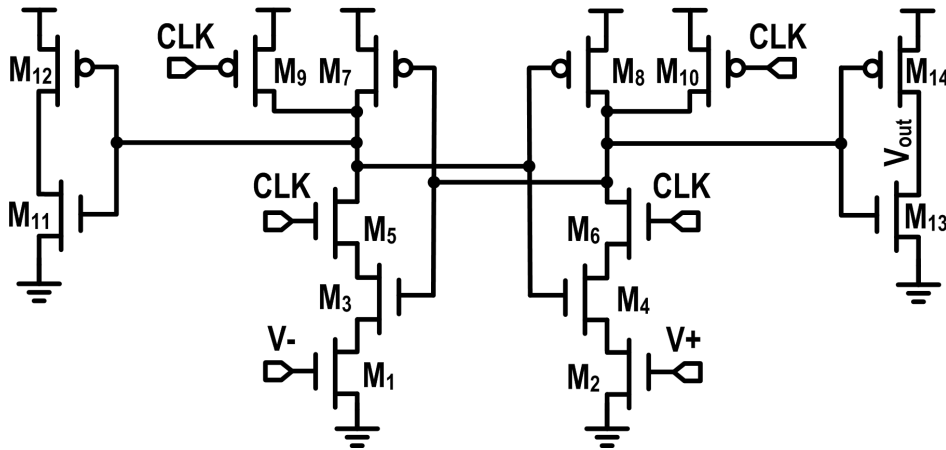 CLK CLK
M12 M9 M7 M8 M10 M14
Vout
CLK CLK
M11 M5 M6 M13
M3 M4
V- V+
M1 M2